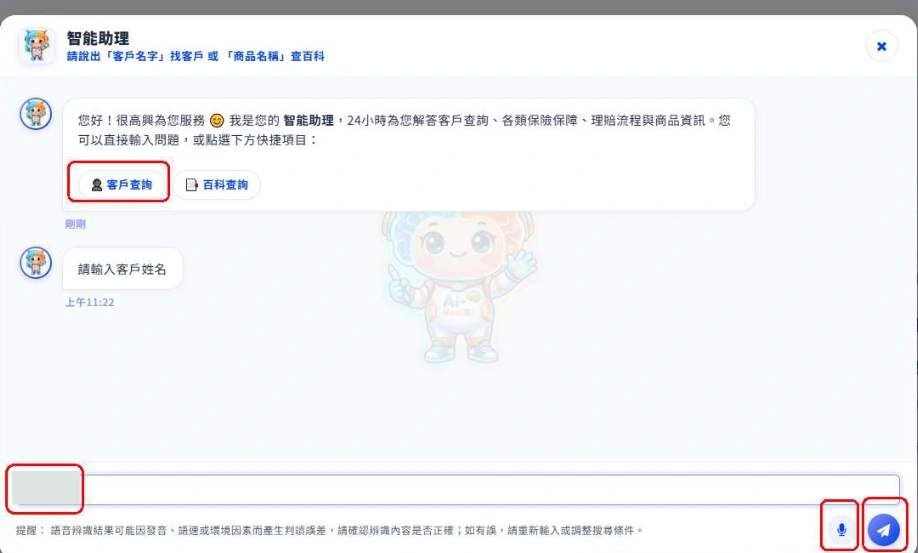 智能助理
請說出「客戶名字」找客戶 或 「商品名稱」查百科
您好！很高興為您服務 😊 我是您的 智能助理，24小時為您解答客戶查詢、各類保險保障、理賠流程與商品資訊。您
可以直接輸入問題，或點選下方快捷項目：
客戶查詢
百科查詢
剛剛
請輸入客戶姓名
上午11:22
Ai-
提醒： 語音辨識結果可能因發音、語速或環境因素而產生判讀誤差，請確認辨識內容是否正確；如有誤，請重新輸入或調整搜尋條件。